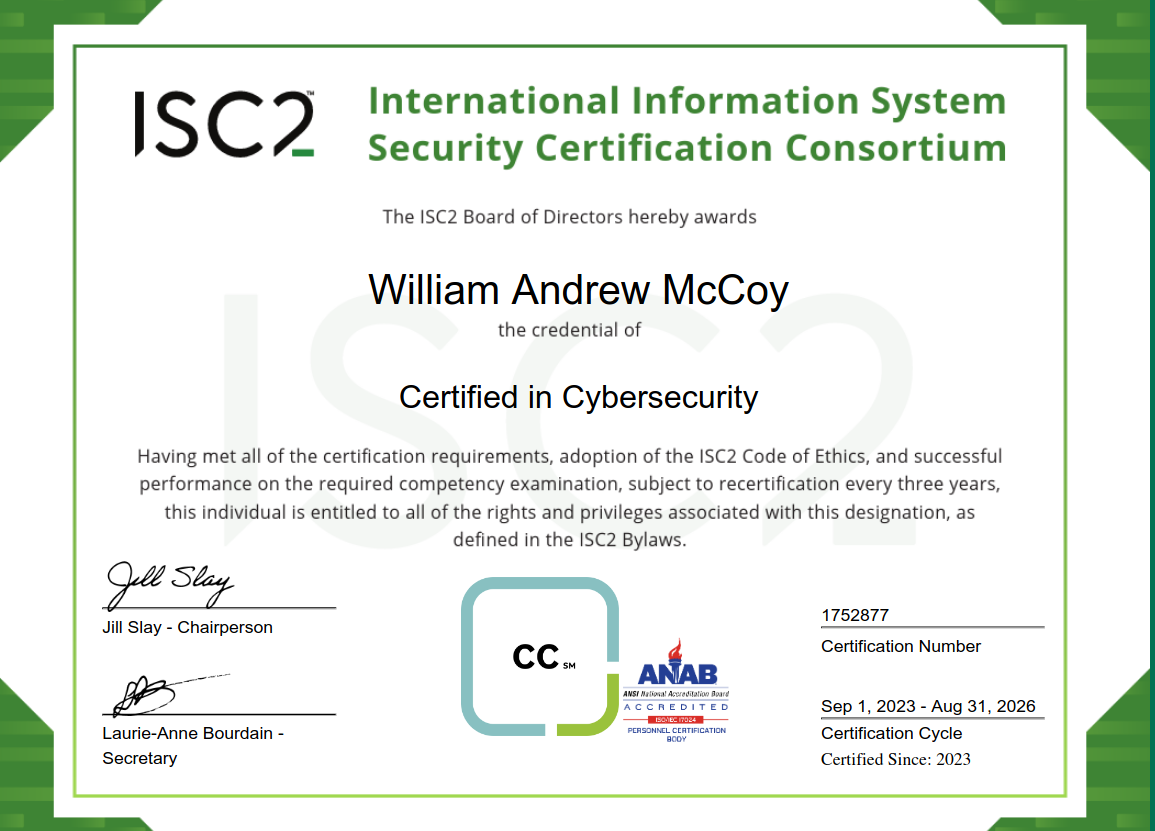 ISC2™
International Information System
Security Certification Consortium
The ISC2 Board of Directors hereby awards
William Andrew McCoy
the credential of
Certified in Cybersecurity
Having met all of the certification requirements, adoption of the ISC2 Code of Ethics, and successful
performance on the required competency examination, subject to recertification every three years,
this individual is entitled to all of the rights and privileges associated with this designation, as
defined in the ISC2 Bylaws.
Jill Slay
Jill Slay - Chairperson
Laurie-Anne Bourdain -
Secretary
CC SM
ANAB
ANSI National Accreditation Board
ACCREDITED
ISO/IEC 17024
PERSONNEL CERTIFICATION
BODY
1752877
Certification Number
Sep 1, 2023 - Aug 31, 2026
Certification Cycle
Certified Since: 2023